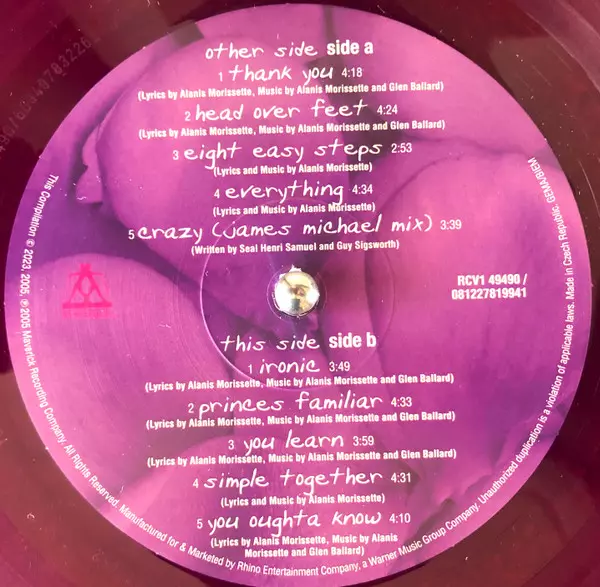 other side side a
1 thank you 4:18
(Lyrics by Alanis Morissette, Music by Alanis Morissette and Glen Ballard)
2 head over feet 4:24
(Lyrics by Alanis Morissette, Music by Alanis Morissette and Glen Ballard)
3 eight easy steps 2:53
(Lyrics and Music by Alanis Morissette)
4 everything 4:34
(Lyrics and Music by Alanis Morissette)
5 crazy (james michael mix) 3:39
(Written by Seal Henri Samuel and Guy Sigsworth)
RCV1 49490 /
081227819941
this side side b
1 ironic 3:49
(Lyrics by Alanis Morissette, Music by Alanis Morissette and Glen Ballard)
2 princes familiar 4:33
(Lyrics by Alanis Morissette, Music by Alanis Morissette and Glen Ballard)
3 you learn 3:59
(Lyrics by Alanis Morissette, Music by Alanis Morissette and Glen Ballard)
4 simple together 4:31
(Lyrics and Music by Alanis Morissette)
5 you oughta know 4:10
(Lyrics by Alanis Morissette, Music by Alanis
Morissette and Glen Ballard)
This Compilation © 2023, 2005, ℗ 2005 Maverick Recording Company. All Rights Reserved. Manufactured for & Marketed by Rhino Entertainment Company, a Warner Music Group Company. Unauthorized duplication is a violation of applicable laws. Made in Czech Republic. GEMA/BIEM